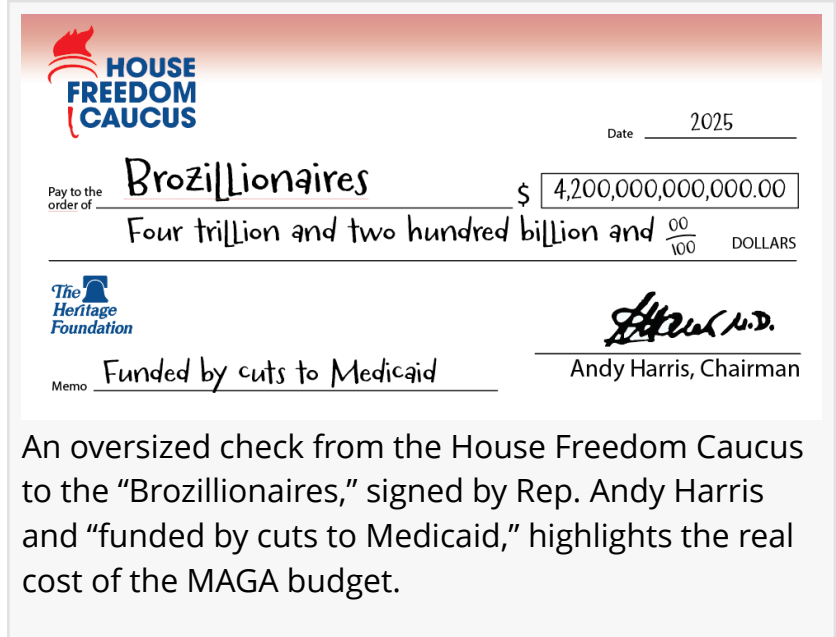 HOUSE
FREEDOM
CAUCUS
Date 2025
Pay to the
order of
Brozillionaires
$ 4,200,000,000,000.00
Four trillion and two hundred billion and 00/100 DOLLARS
The
Heritage
Foundation
Harris M.D.
Andy Harris, Chairman
Memo Funded by cuts to Medicaid
An oversized check from the House Freedom Caucus
to the “Brozillionaires,” signed by Rep. Andy Harris
and “funded by cuts to Medicaid,” highlights the real
cost of the MAGA budget.